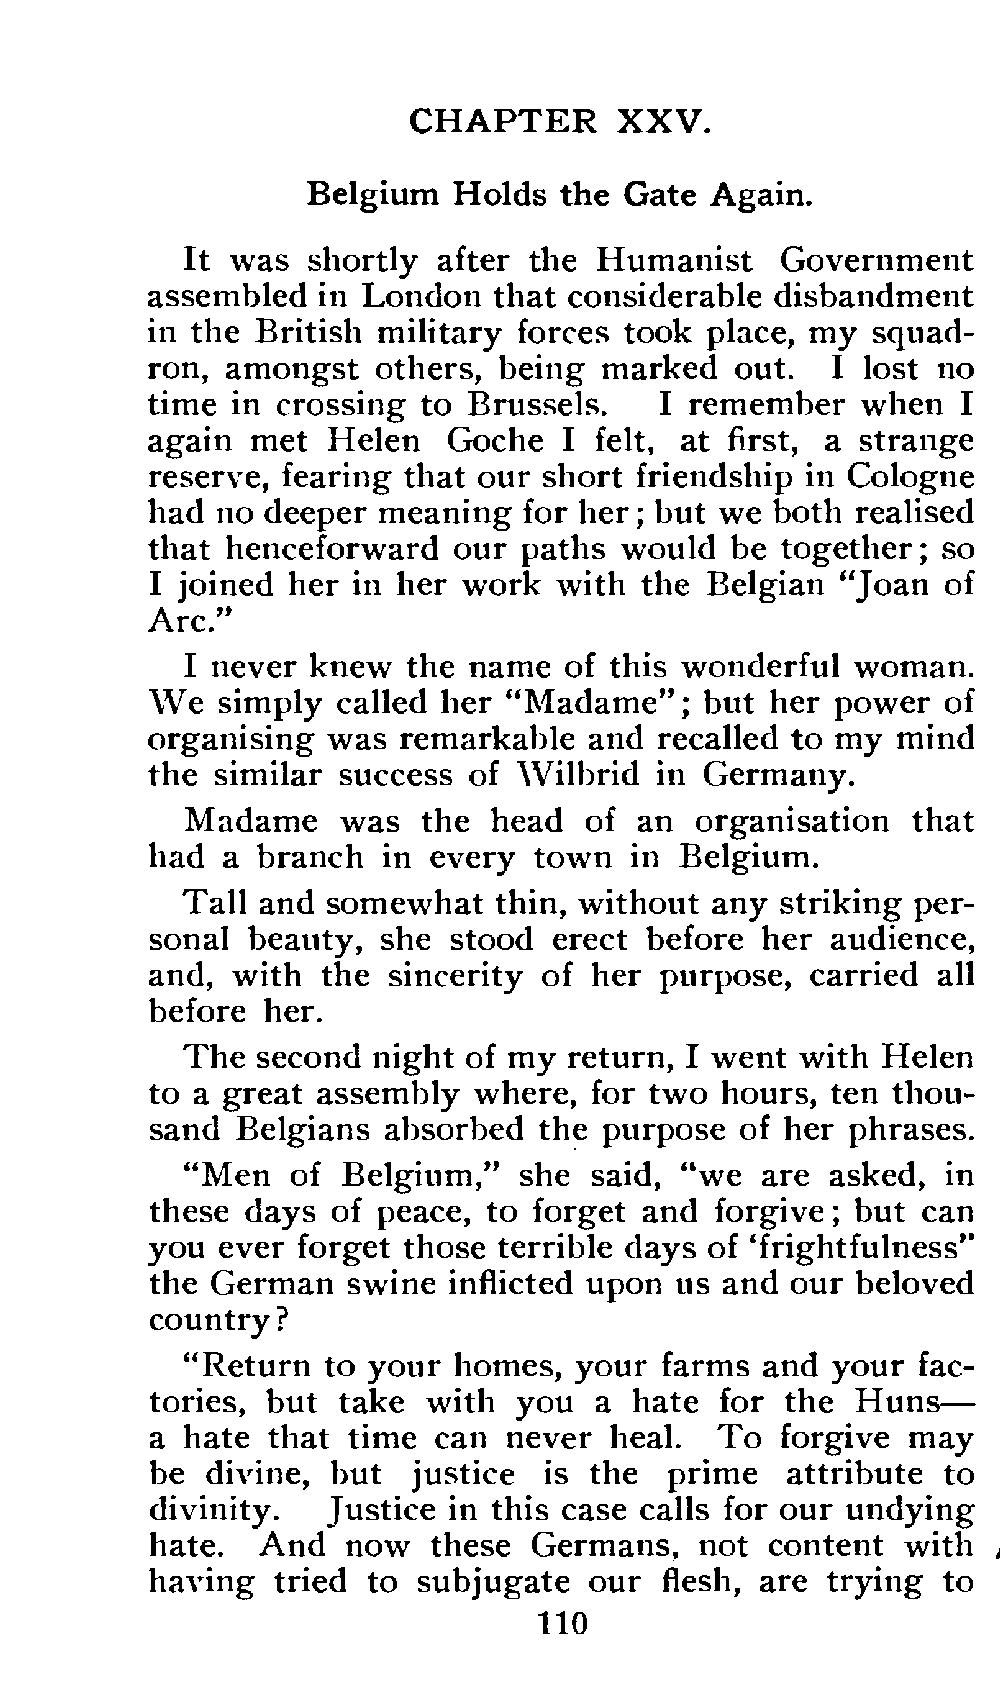 CHAPTER XXV.
Belgium Holds the Gate Again.
It was shortly after the Humanist Government
assembled in London that considerable disbandment
in the British military forces took place, my squad-
ron, amongst others, being marked out. I lost no
time in crossing to Brussels. I remember when I
again met Helen Goche I felt, at first, a strange
reserve, fearing that our short friendship in Cologne
had no deeper meaning for her; but we both realised
that henceforward our paths would be together; so
I joined her in her work with the Belgian “Joan of
Arc.”
I never knew the name of this wonderful woman.
We simply called her “Madame”; but her power of
organising was remarkable and recalled to my mind
the similar success of Wilbrid in Germany.
Madame was the head of an organisation that
had a branch in every town in Belgium.
Tall and somewhat thin, without any striking per-
sonal beauty, she stood erect before her audience,
and, with the sincerity of her purpose, carried all
before her.
The second night of my return, I went with Helen
to a great assembly where, for two hours, ten thou-
sand Belgians absorbed the purpose of her phrases.
“Men of Belgium,” she said, “we are asked, in
these days of peace, to forget and forgive; but can
you ever forget those terrible days of ‘frightfulness”
the German swine inflicted upon us and our beloved
country?
“Return to your homes, your farms and your fac-
tories, but take with you a hate for the Huns—
a hate that time can never heal. To forgive may
be divine, but justice is the prime attribute to
divinity. Justice in this case calls for our undying
hate. And now these Germans, not content with
having tried to subjugate our flesh, are trying to
110